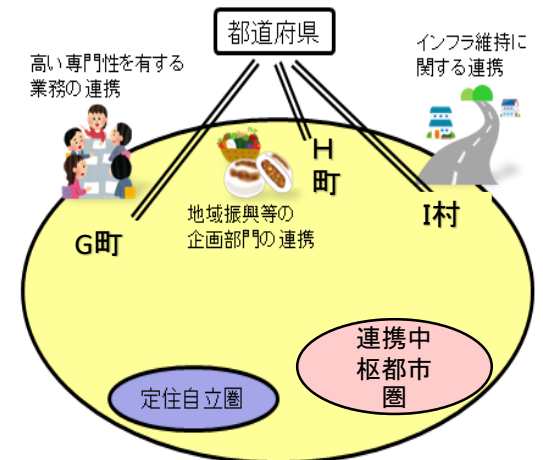 都道府県
高い専門性を有する
業務の連携
インフラ維持に
関する連携
H
町
地域振興等の
企画部門の連携
G町
I村
連携中
枢都市
圏
定住自立圏